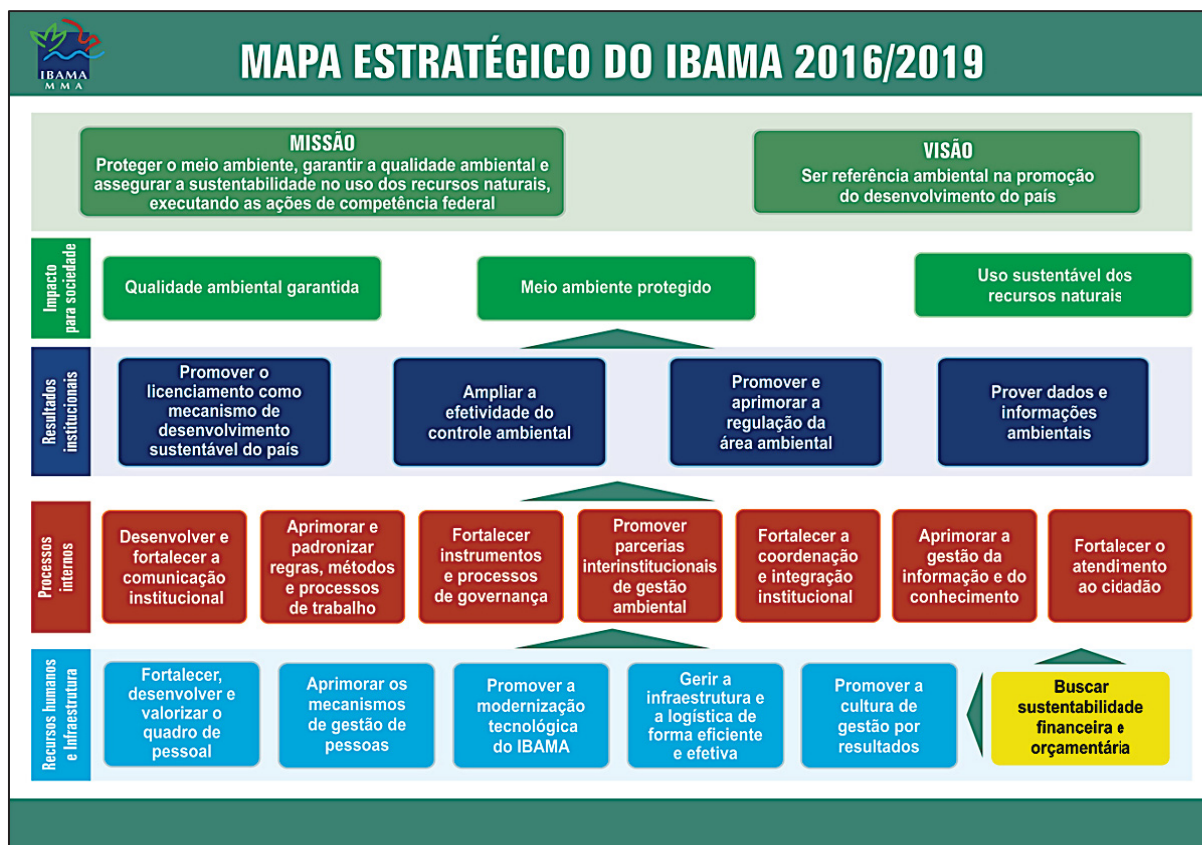 IBAMA
MMA
MAPA ESTRATÉGICO DO IBAMA 2016/2019
MISSÃO
Proteger o meio ambiente, garantir a qualidade ambiental e
assegurar a sustentabilidade no uso dos recursos naturais,
executando as ações de competência federal
VISÃO
Ser referência ambiental na promoção
do desenvolvimento do país
Impacto
para sociedade
Qualidade ambiental garantida
Meio ambiente protegido
Uso sustentável dos
recursos naturais
Resultados
institucionais
Promover o
licenciamento como
mecanismo de
desenvolvimento
sustentável do país
Ampliar a
efetividade do
controle ambiental
Promover e
aprimorar a
regulação da
área ambiental
Prover dados e
informações
ambientais
Processos
internos
Desenvolver e
fortalecer a
comunicação
institucional
Aprimorar e
padronizar
regras, métodos
e processos
de trabalho
Fortalecer
instrumentos
e processos
de governança
Promover
parcerias
interinstitucionais
de gestão
ambiental
Fortalecer a
coordenação
e integração
institucional
Aprimorar a
gestão da
informação e do
conhecimento
Fortalecer o
atendimento
ao cidadão
Recursos humanos
e Infraestrutura
Fortalecer,
desenvolver e
valorizar o
quadro de
pessoal
Aprimorar os
mecanismos
de gestão de
pessoas
Promover a
modernização
tecnológica
do IBAMA
Gerir a
infraestrutura e
a logística de
forma eficiente
e efetiva
Promover a
cultura de
gestão por
resultados
Buscar
sustentabilidade
financeira e
orçamentária